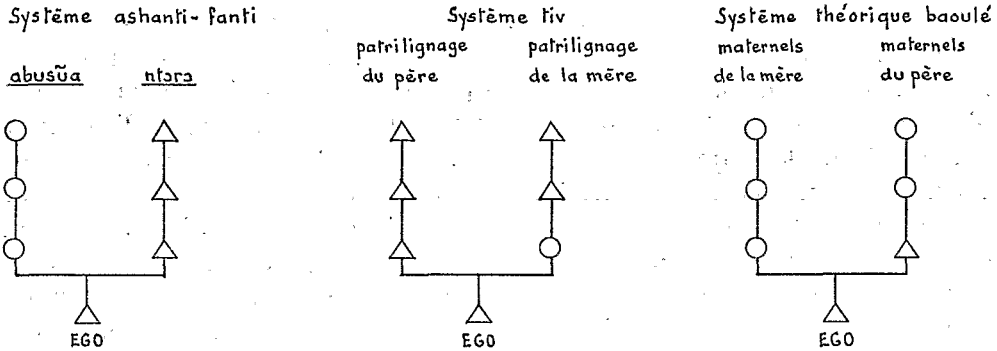 Système ashanti-fanti
abusũa
ntɔrɔ
EGO
Système tiv
patrilignage
du père
patrilignage
de la mère
EGO
Système théorique baoulé
maternels
de la mère
maternels
du père
EGO